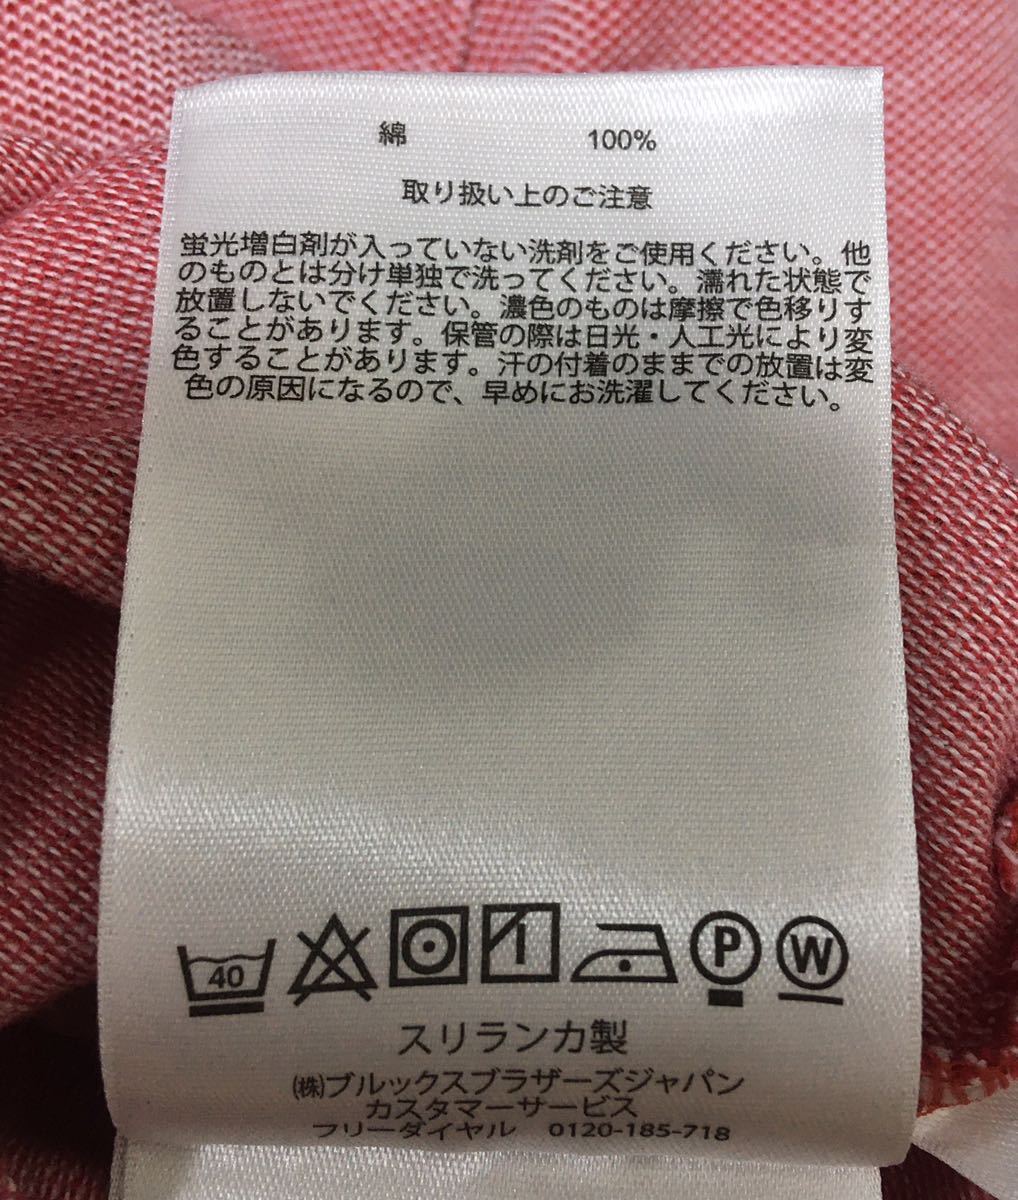 綿 100%
取り扱い上のご注意
蛍光増白剤が入っていない洗剤をご使用ください。他
のものとは分け単独で洗ってください。濡れた状態で
放置しないでください。濃色のものは摩擦で色移りす
ることがあります。保管の際は日光・人工光により変
色することがあります。汗の付着のままでの放置は変
色の原因になるので、早めにお洗濯してください。
40 P W
スリランカ製
㈱ブルックスブラザーズジャパン
カスタマーサービス
フリーダイヤル 0120-185-718